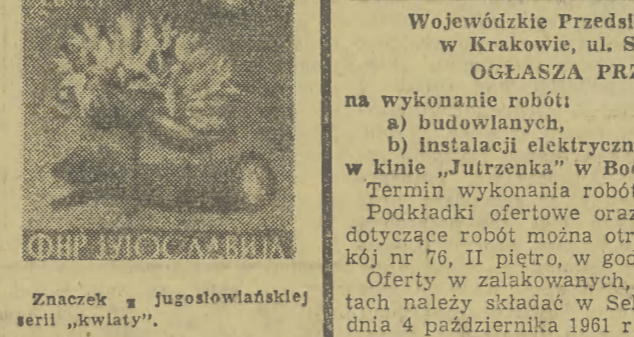 ФНР ЈУГОСЛАВИЈА
Znaczek z jugosłowiańskiej
serii „kwiaty”.
Wojewódzkie Przedsi
w Krakowie, ul. S
OGŁASZA PRZ
na wykonanie robót:
a) budowlanych,
b) instalacji elektryczn
w kinie „Jutrzenka” w Boc
Termin wykonania robót
Podkładki ofertowe oraz
dotyczące robót można otr
kój nr 76, II piętro, w god
Oferty w zalakowanych,
tach należy składać w Sek
dnia 4 października 1961 r